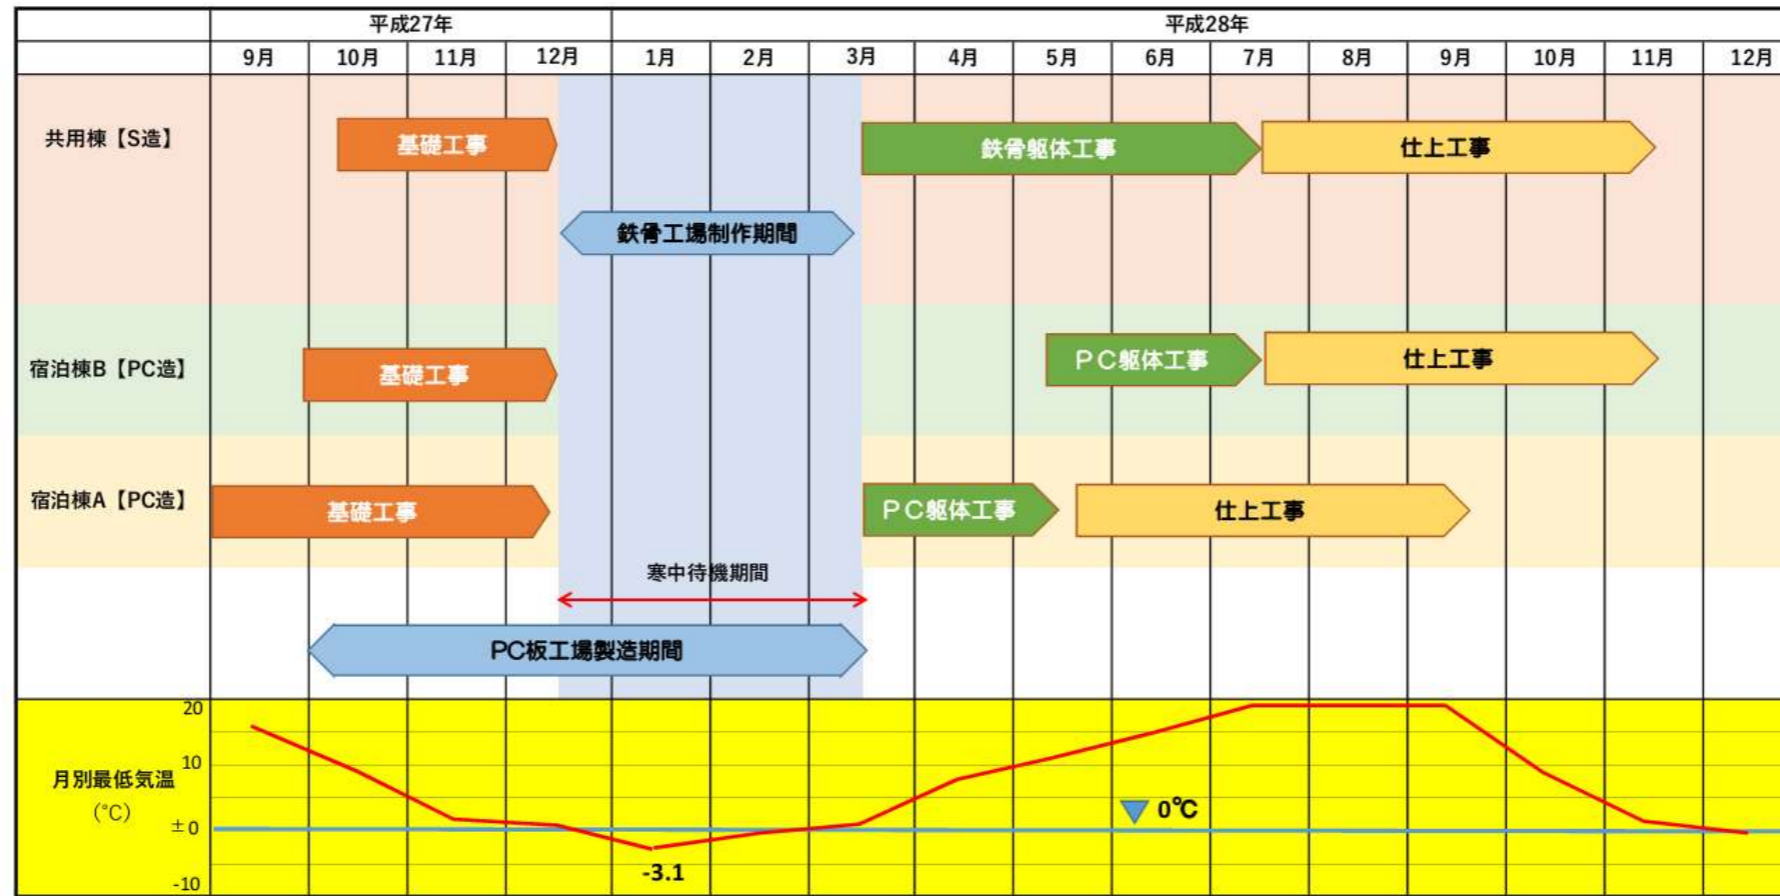 平成27年 平成28年
9月 10月 11月 12月 1月 2月 3月 4月 5月 6月 7月 8月 9月 10月 11月 12月
共用棟【S造】 基礎工事 鉄骨躯体工事 仕上工事
鉄骨工場制作期間
宿泊棟B【PC造】 基礎工事 PC躯体工事 仕上工事
宿泊棟A【PC造】 基礎工事 PC躯体工事 仕上工事
寒中待機期間
PC板工場製造期間
20
10
月別最低気温
(℃)
±0
0℃
-3.1
-10